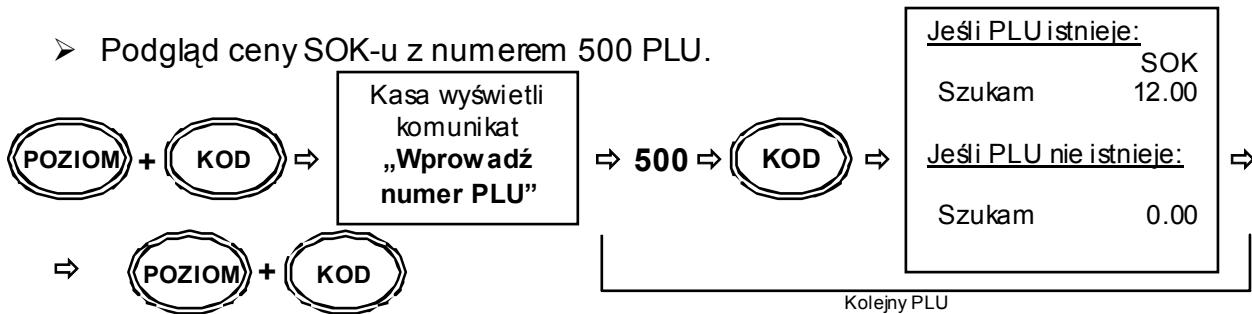 ➢ Podgląd ceny SOK-u z numerem 500 PLU.
POZIOM + KOD ⇨
Kasa wyświetli
komunikat
„Wprowadź
numer PLU”
⇨ 500 ⇨ KOD ⇨
Jeśli PLU istnieje:
SOK
Szukam 12.00
Jeśli PLU nie istnieje:
Szukam 0.00
⇨
⇨ POZIOM + KOD
Kolejny PLU